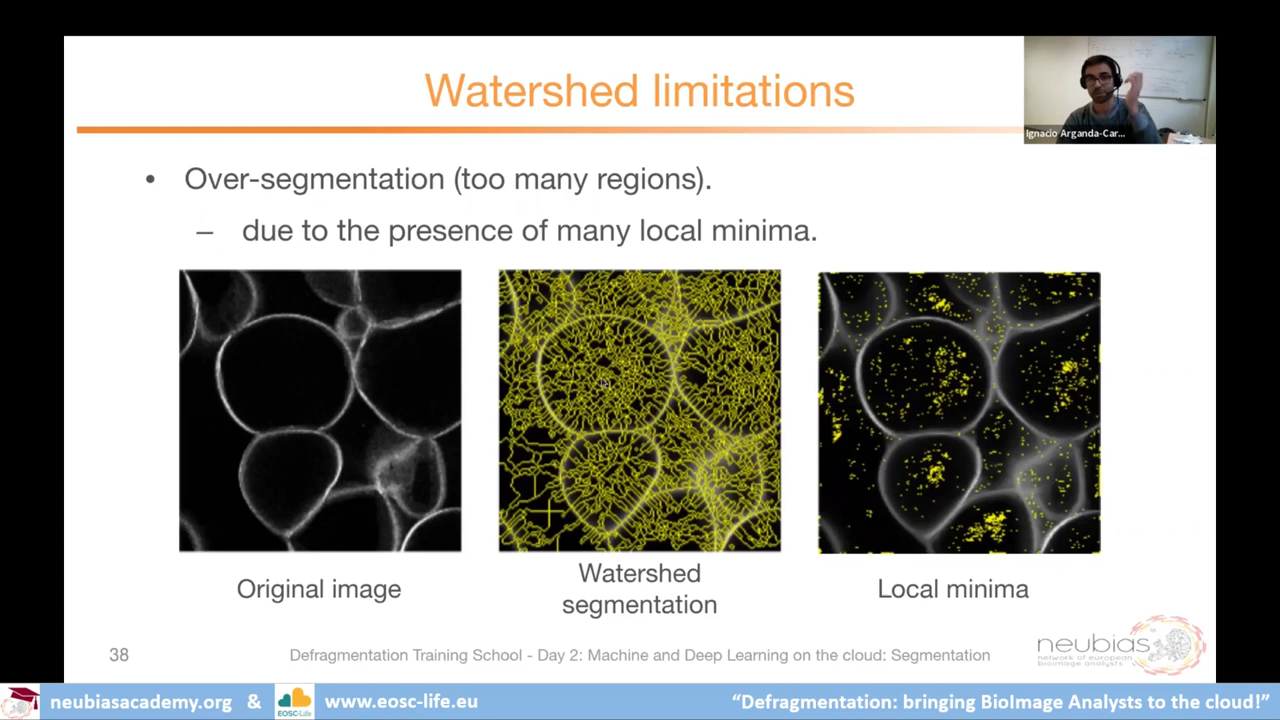 Watershed limitations
Ignacio Arganda-Car...
• Over-segmentation (too many regions).
– due to the presence of many local minima.
Original image
Watershed
segmentation
Local minima
38
Defragmentation Training School - Day 2: Machine and Deep Learning on the cloud: Segmentation
neubias
network of european
bioimage analysts
neubiasacademy.org & EOSC-Life www.eosc-life.eu
“Defragmentation: bringing BioImage Analysts to the cloud!”